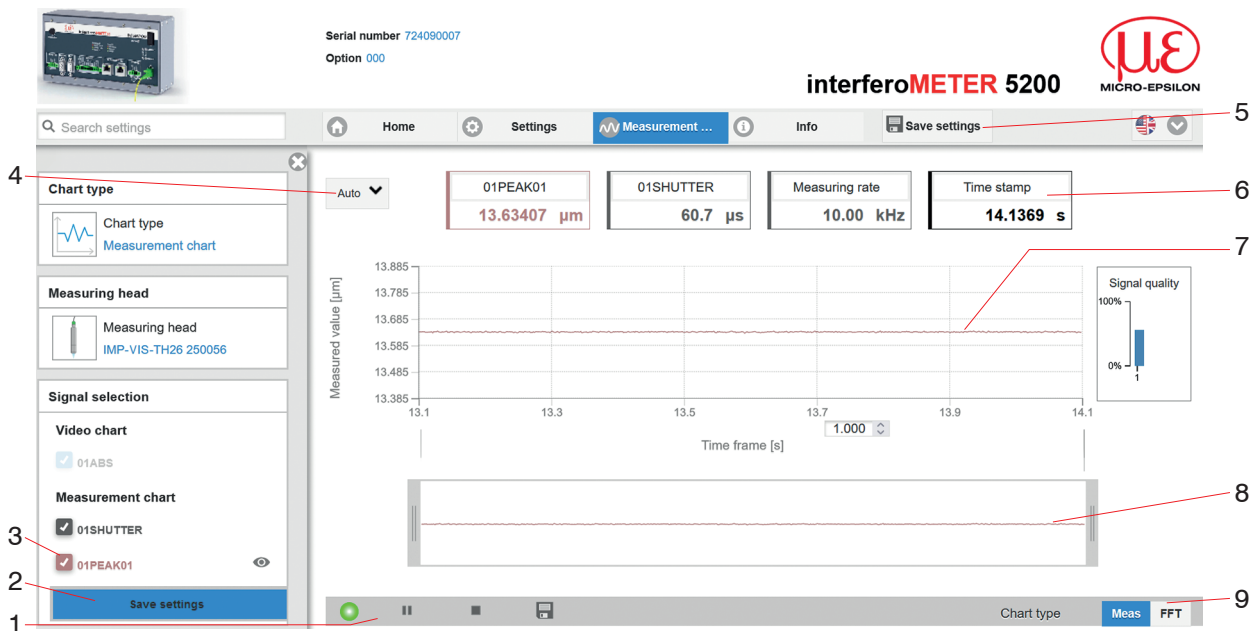 Serial number 724090007
Option 000
interferoMETER 5200
με
MICRO-EPSILON
Search settings
Home
Settings
Measurement ...
Info
Save settings
5
4
Chart type
Chart type
Measurement chart
Measuring head
Measuring head
IMP-VIS-TH26 250056
Signal selection
Video chart
01ABS
Measurement chart
01SHUTTER
3
01PEAK01
2
Save settings
1
Auto
01PEAK01
13.63407 µm
01SHUTTER
60.7 µs
Measuring rate
10.00 kHz
Time stamp
14.1369 s
6
7
Measured value [µm]
13.885
13.785
13.685
13.585
13.485
13.385
13.1 13.3 13.5 13.7 13.9 14.1
1.000
Time frame [s]
Signal quality
100%
0%
1
8
Chart type
Meas
FFT
9